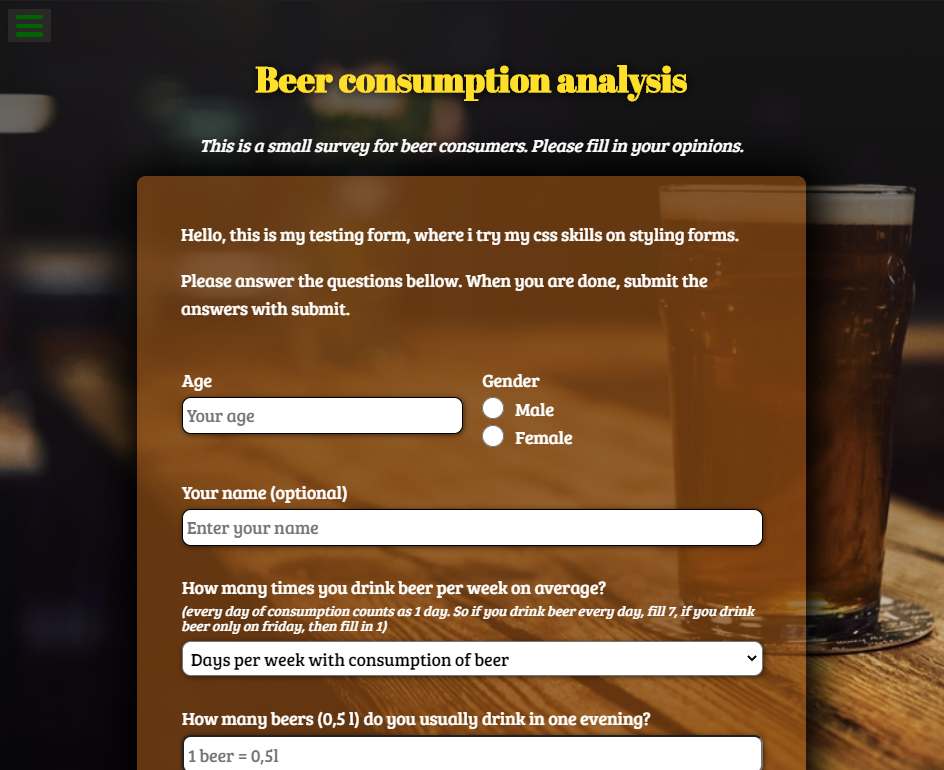 Beer consumption analysis
This is a small survey for beer consumers. Please fill in your opinions.
Hello, this is my testing form, where i try my css skills on styling forms.
Please answer the questions bellow. When you are done, submit the
answers with submit.
Age
Your age
Gender
Male
Female
Your name (optional)
Enter your name
How many times you drink beer per week on average?
(every day of consumption counts as 1 day. So if you drink beer every day, fill 7, if you drink
beer only on friday, then fill in 1)
Days per week with consumption of beer
How many beers (0,5 l) do you usually drink in one evening?
1 beer = 0,5l